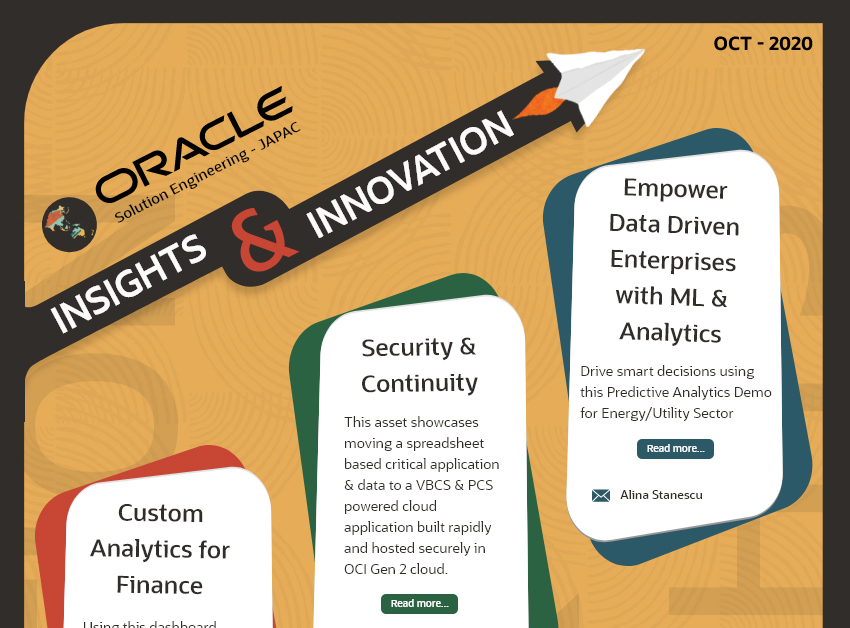 OCT - 2020
ORACLE
Solution Engineering - JAPAC
INSIGHTS & INNOVATION
Empower
Data Driven
Enterprises
with ML &
Analytics
Drive smart decisions using
this Predictive Analytics Demo
for Energy/Utility Sector
Read more...
Alina Stanescu
Security &
Continuity
This asset showcases
moving a spreadsheet
based critical application
& data to a VBCS & PCS
powered cloud
application built rapidly
and hosted securely in
OCI Gen 2 cloud.
Read more...
Custom
Analytics for
Finance
Using this dashboard